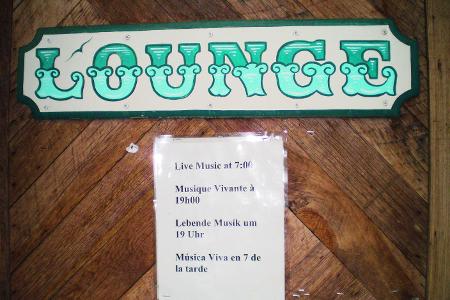 LOUNGE
Live Music at 7:00
Musique Vivante à
19h00
Lebende Musik um
19 Uhr
Música Viva en 7 de
la tarde